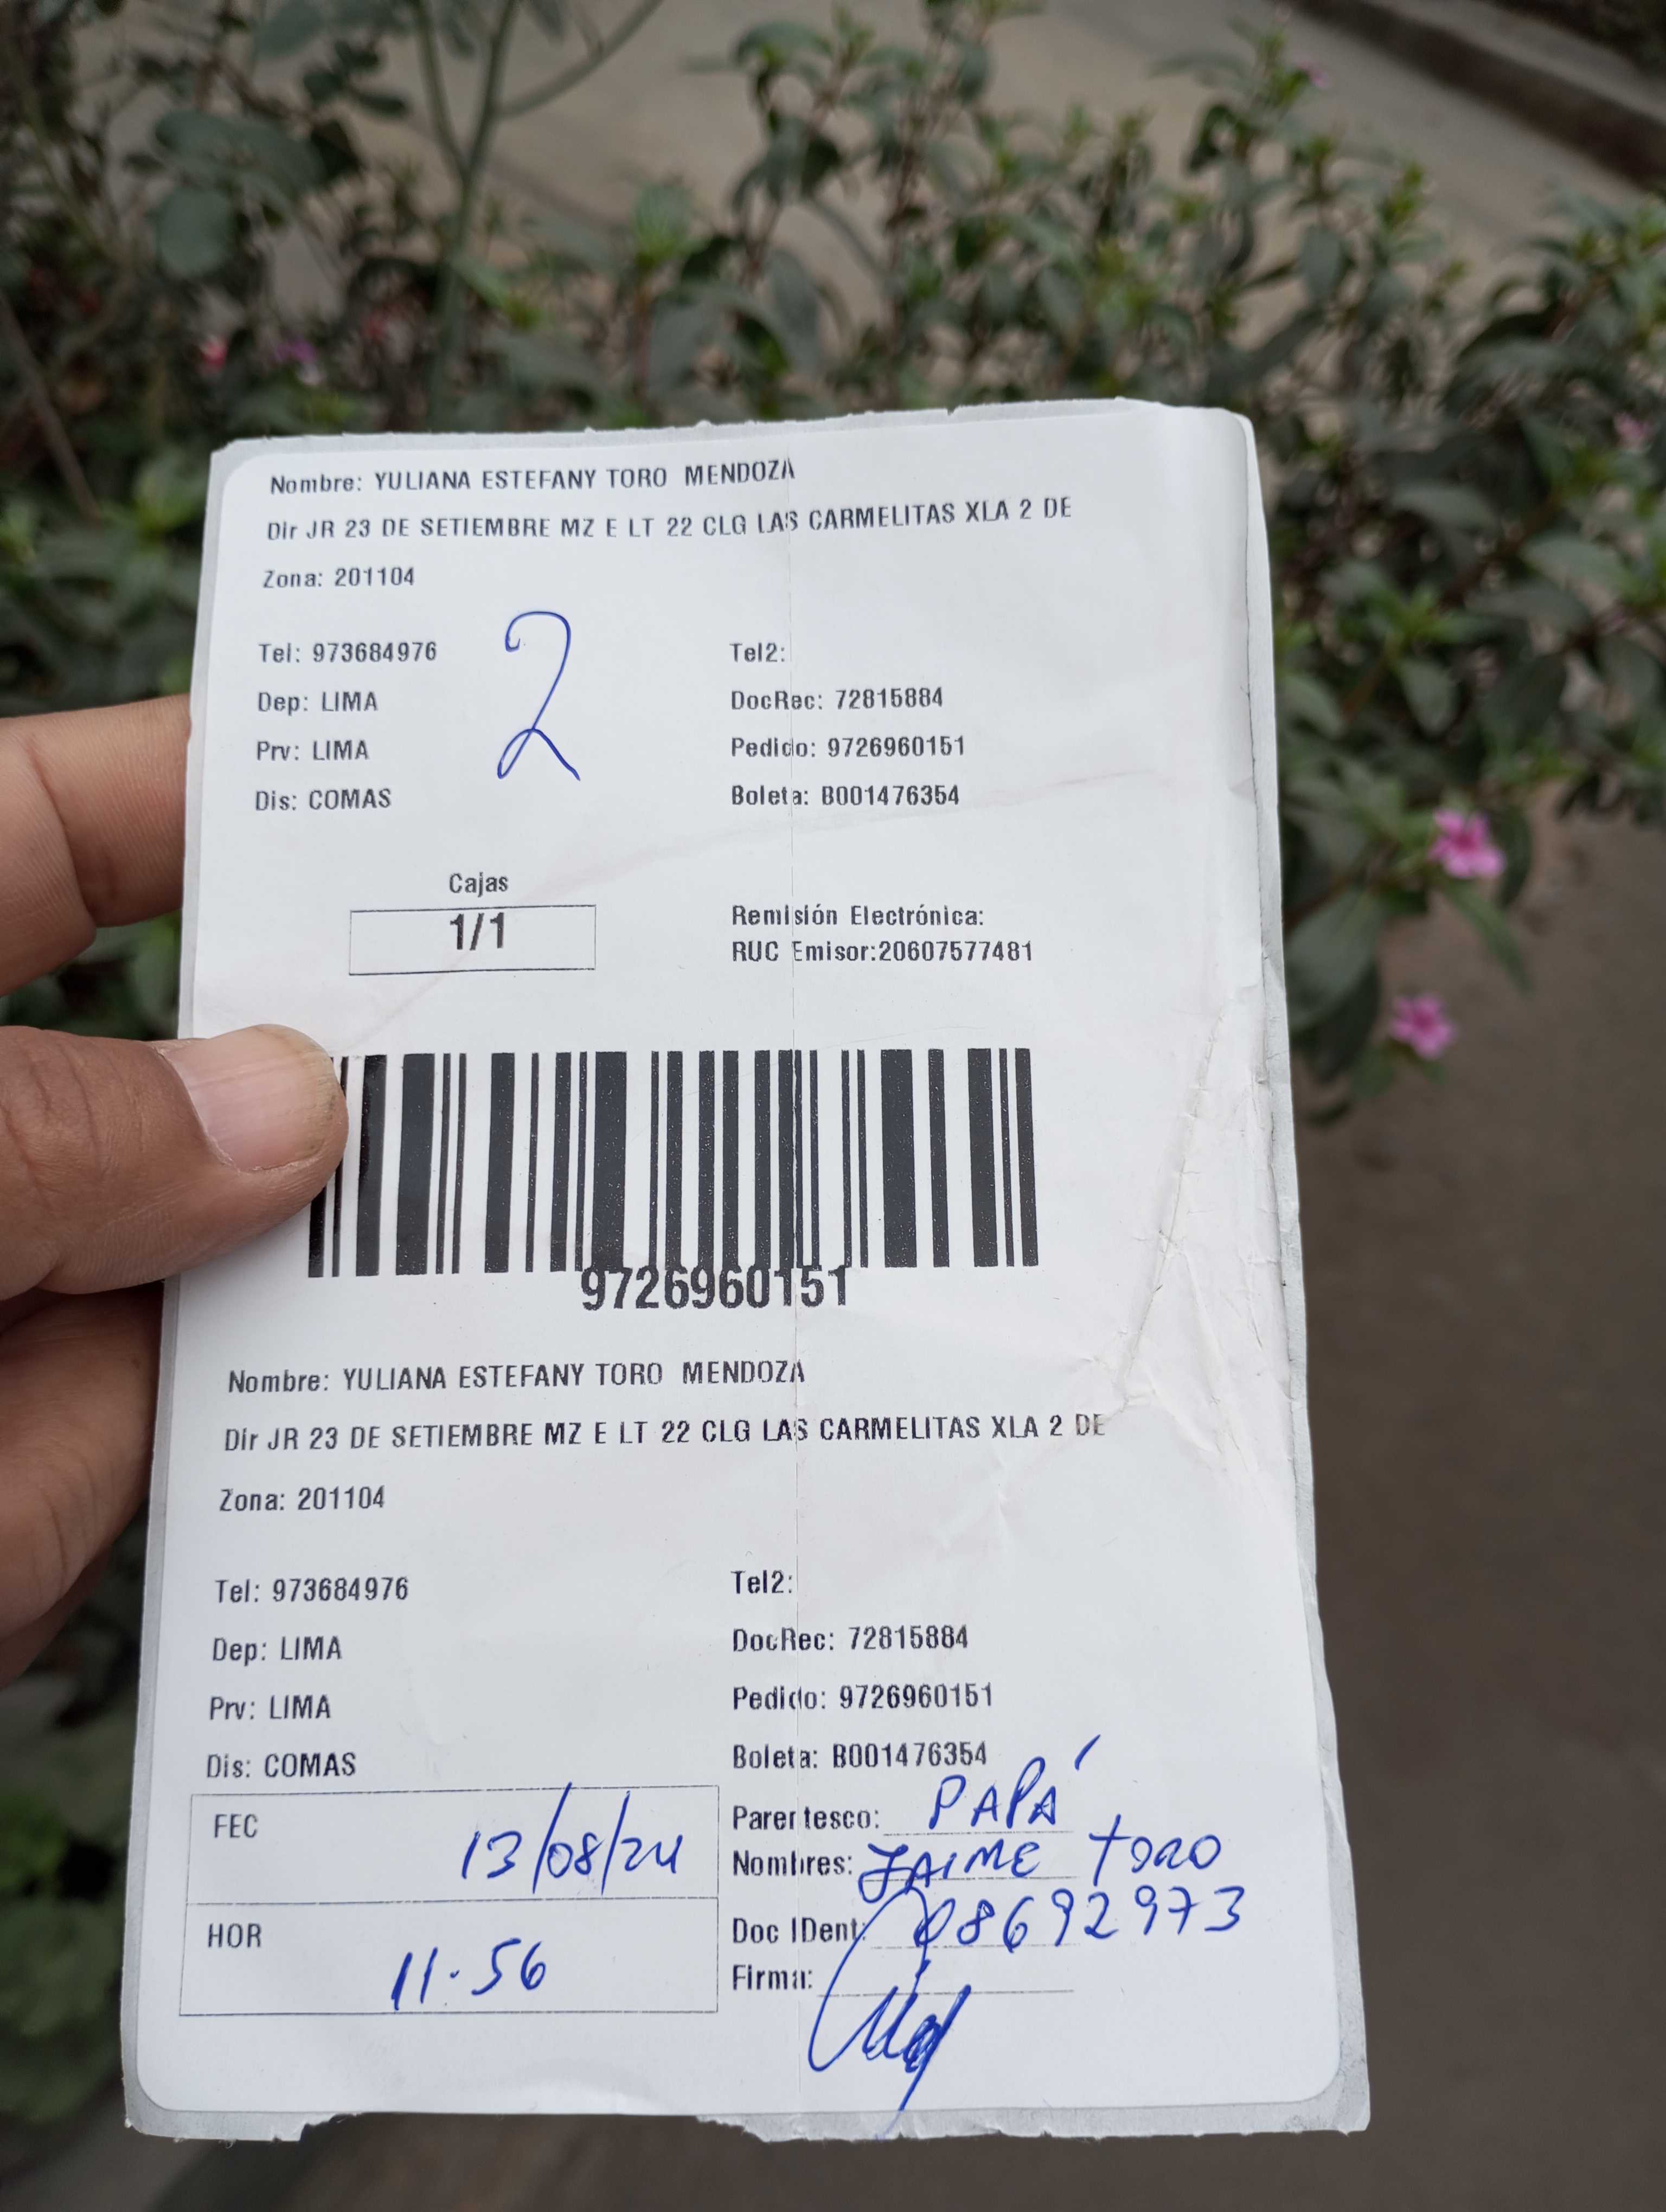 Nombre: YULIANA ESTEFANY TORO MENDOZA
Dir JR 23 DE SETIEMBRE MZ E LT 22 CLG LAS CARMELITAS XLA 2 DE
Zona: 201104
2
Tel: 973684976 Tel2:
Dep: LIMA DocRec: 72815884
Prv: LIMA Pedido: 9726960151
Dis: COMAS Boleta: B001476354
Cajas
1/1
Remisión Electrónica:
RUC Emisor:20607577481
9726960151
Nombre: YULIANA ESTEFANY TORO MENDOZA
Dir JR 23 DE SETIEMBRE MZ E LT 22 CLG LAS CARMELITAS XLA 2 DE
Zona: 201104
Tel: 973684976 Tel2:
Dep: LIMA DocRec: 72815884
Prv: LIMA Pedido: 9726960151
Dis: COMAS Boleta: B001476354
FEC 13/08/24 Parentesco: PAPÁ
Nombres: JAIME TORO
HOR 11.56 Doc IDent: 08692973
Firma: